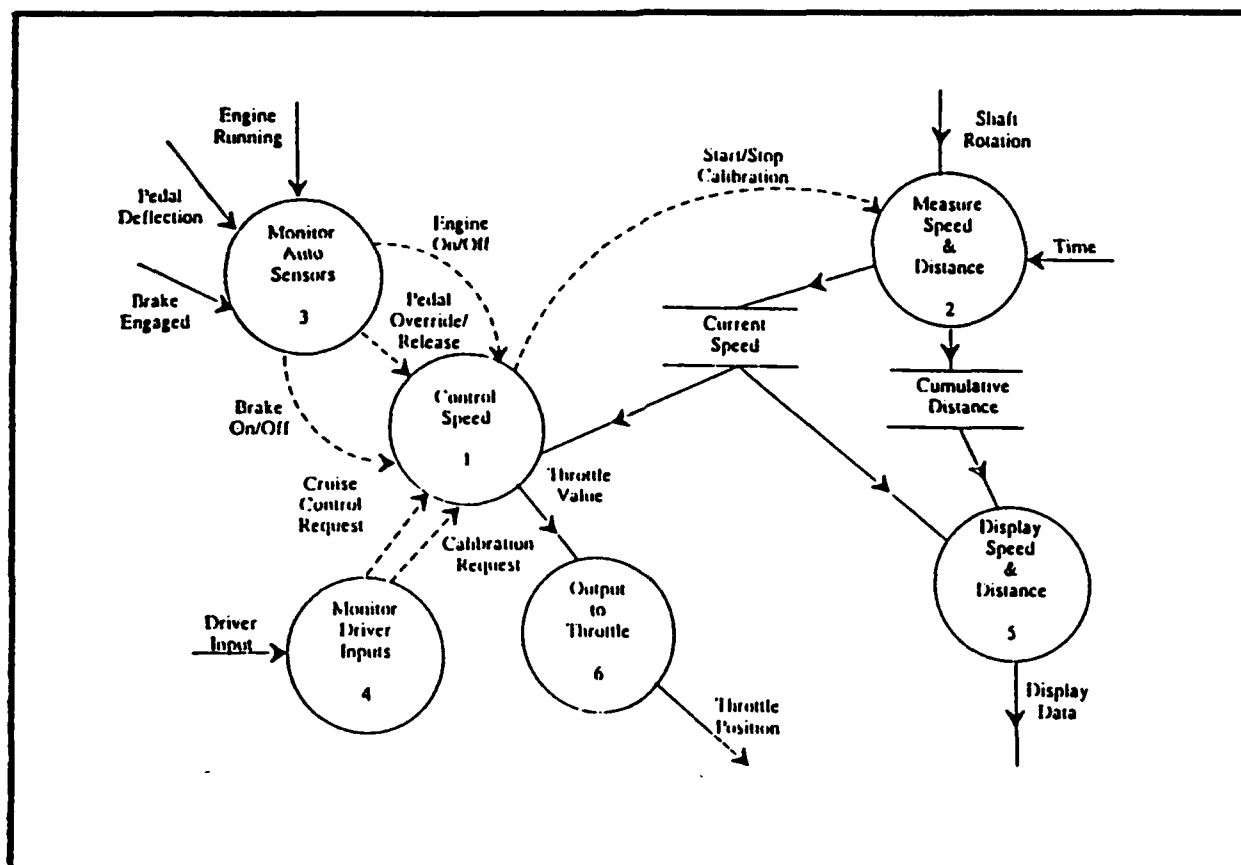 Engine
Running
Shaft
Rotation
Pedal
Deflection
Start/Stop
Calibration
Monitor
Auto
Sensors
3
Engine
On/Off
Measure
Speed
&
Distance
2
Time
Brake
Engaged
Pedal
Override/
Release
Current
Speed
Cumulative
Distance
Brake
On/Off
Control
Speed
1
Cruise
Control
Request
Throttle
Value
Calibration
Request
Display
Speed
&
Distance
5
Driver
Input
Monitor
Driver
Inputs
4
Output
to
Throttle
6
Throttle
Position
Display
Data